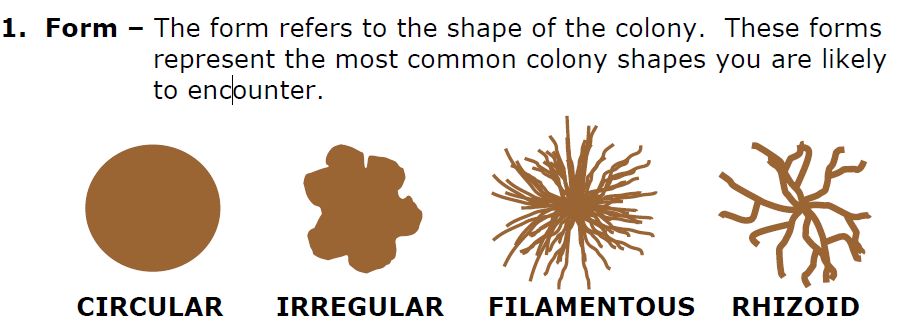 1. Form – The form refers to the shape of the colony. These forms
represent the most common colony shapes you are likely
to encounter.
CIRCULAR IRREGULAR FILAMENTOUS RHIZOID